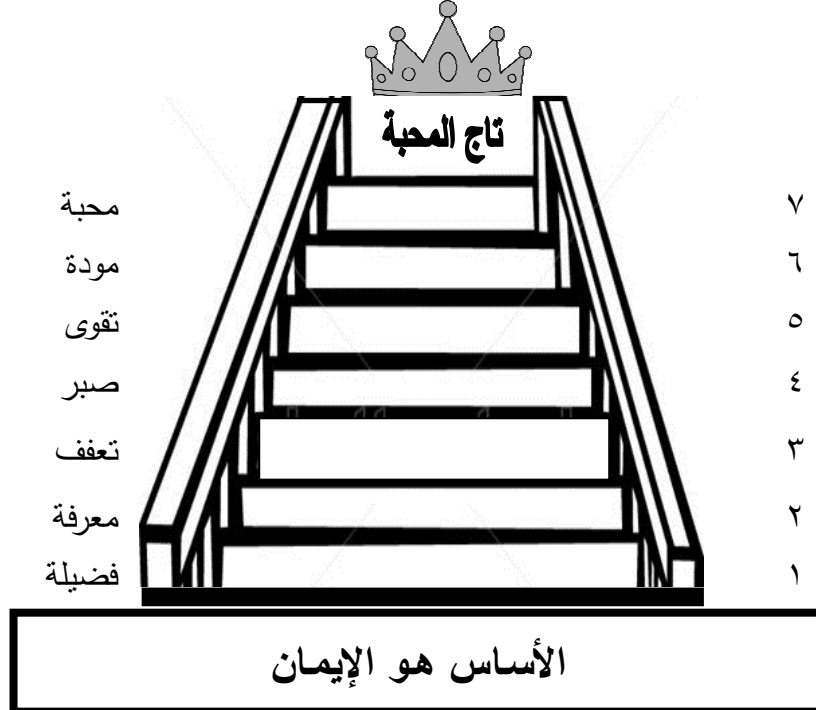 تاج المحبة
٧ محبة
٦ مودة
٥ تقوى
٤ صبر
٣ تعفف
٢ معرفة
١ فضيلة
الأساس هو الإيمان